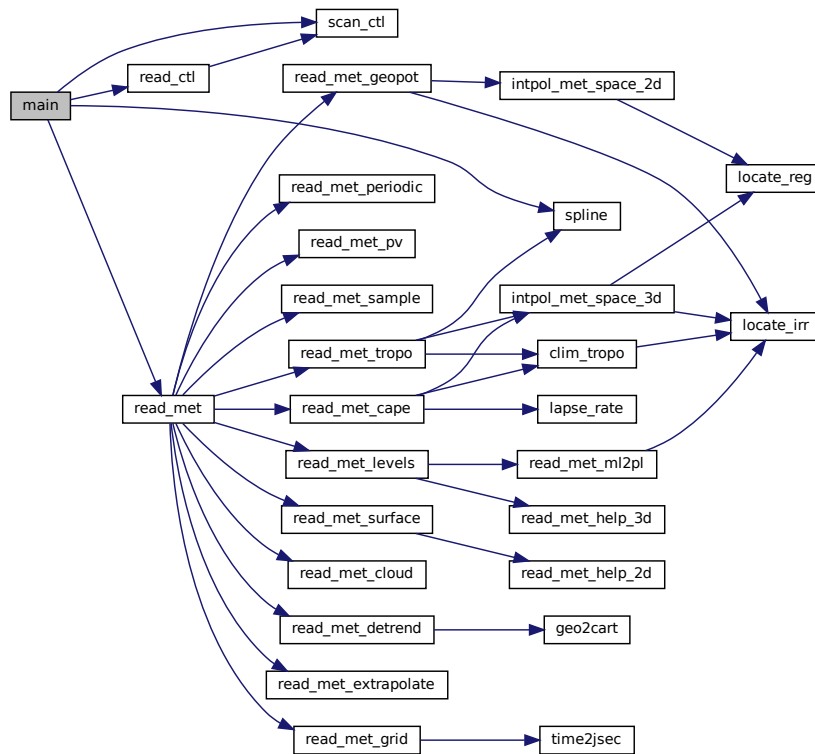 scan_ctl
read_ctl
read_met_geopot
intpol_met_space_2d
main
locate_reg
read_met_periodic
spline
read_met_pv
read_met_sample
intpol_met_space_3d
locate_irr
read_met_tropo
clim_tropo
read_met
read_met_cape
lapse_rate
read_met_levels
read_met_ml2pl
read_met_surface
read_met_help_3d
read_met_cloud
read_met_help_2d
read_met_detrend
geo2cart
read_met_extrapolate
read_met_grid
time2jsec